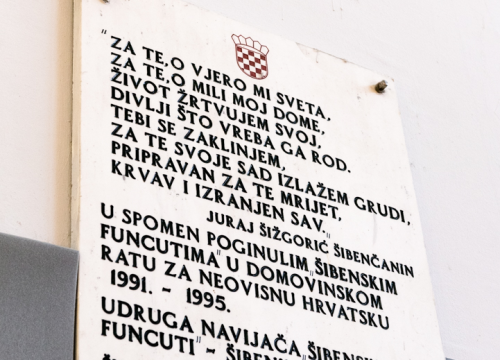 "ZA TE,O VJERO MI SVETA,
ZA TE,O MILI MOJ DOME,
ŽIVOT ŽRTVUJEM SVOJ,
DIVLJI ŠTO VREBA GA ROD.
TEBI SE ZAKLINJEM,
ZA TE SVOJE SAD IZLAŽEM GRUDI,
PRIPRAVAN ZA TE MRIJET,
KRVAV I IZRANJEN SAV.„
JURAJ ŠIŽGORIĆ ŠIBENČANIN
U SPOMEN POGINULIM „ŠIBENSKIM
FUNCUTIMA" U DOMOVINSKOM
RATU ZA NEOVISNU HRVATSKU
1991. - 1995.
UDRUGA NAVIJAČA „
FUNCUTI" -